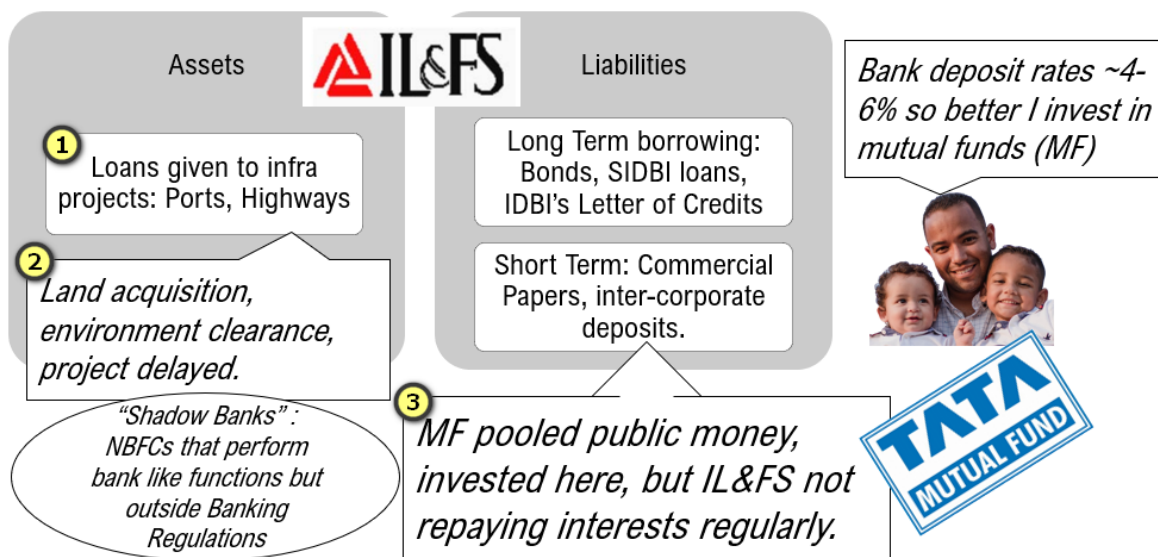 Assets
IL&FS
Liabilities
1
Loans given to infra
projects: Ports, Highways
2
Land acquisition,
environment clearance,
project delayed.
"Shadow Banks" :
NBFCs that perform
bank like functions but
outside Banking
Regulations
Long Term borrowing:
Bonds, SIDBI loans,
IDBI's Letter of Credits
Short Term: Commercial
Papers, inter-corporate
deposits.
3
MF pooled public money,
invested here, but IL&FS not
repaying interests regularly.
Bank deposit rates ~4-
6% so better I invest in
mutual funds (MF)
TATA
MUTUAL FUND